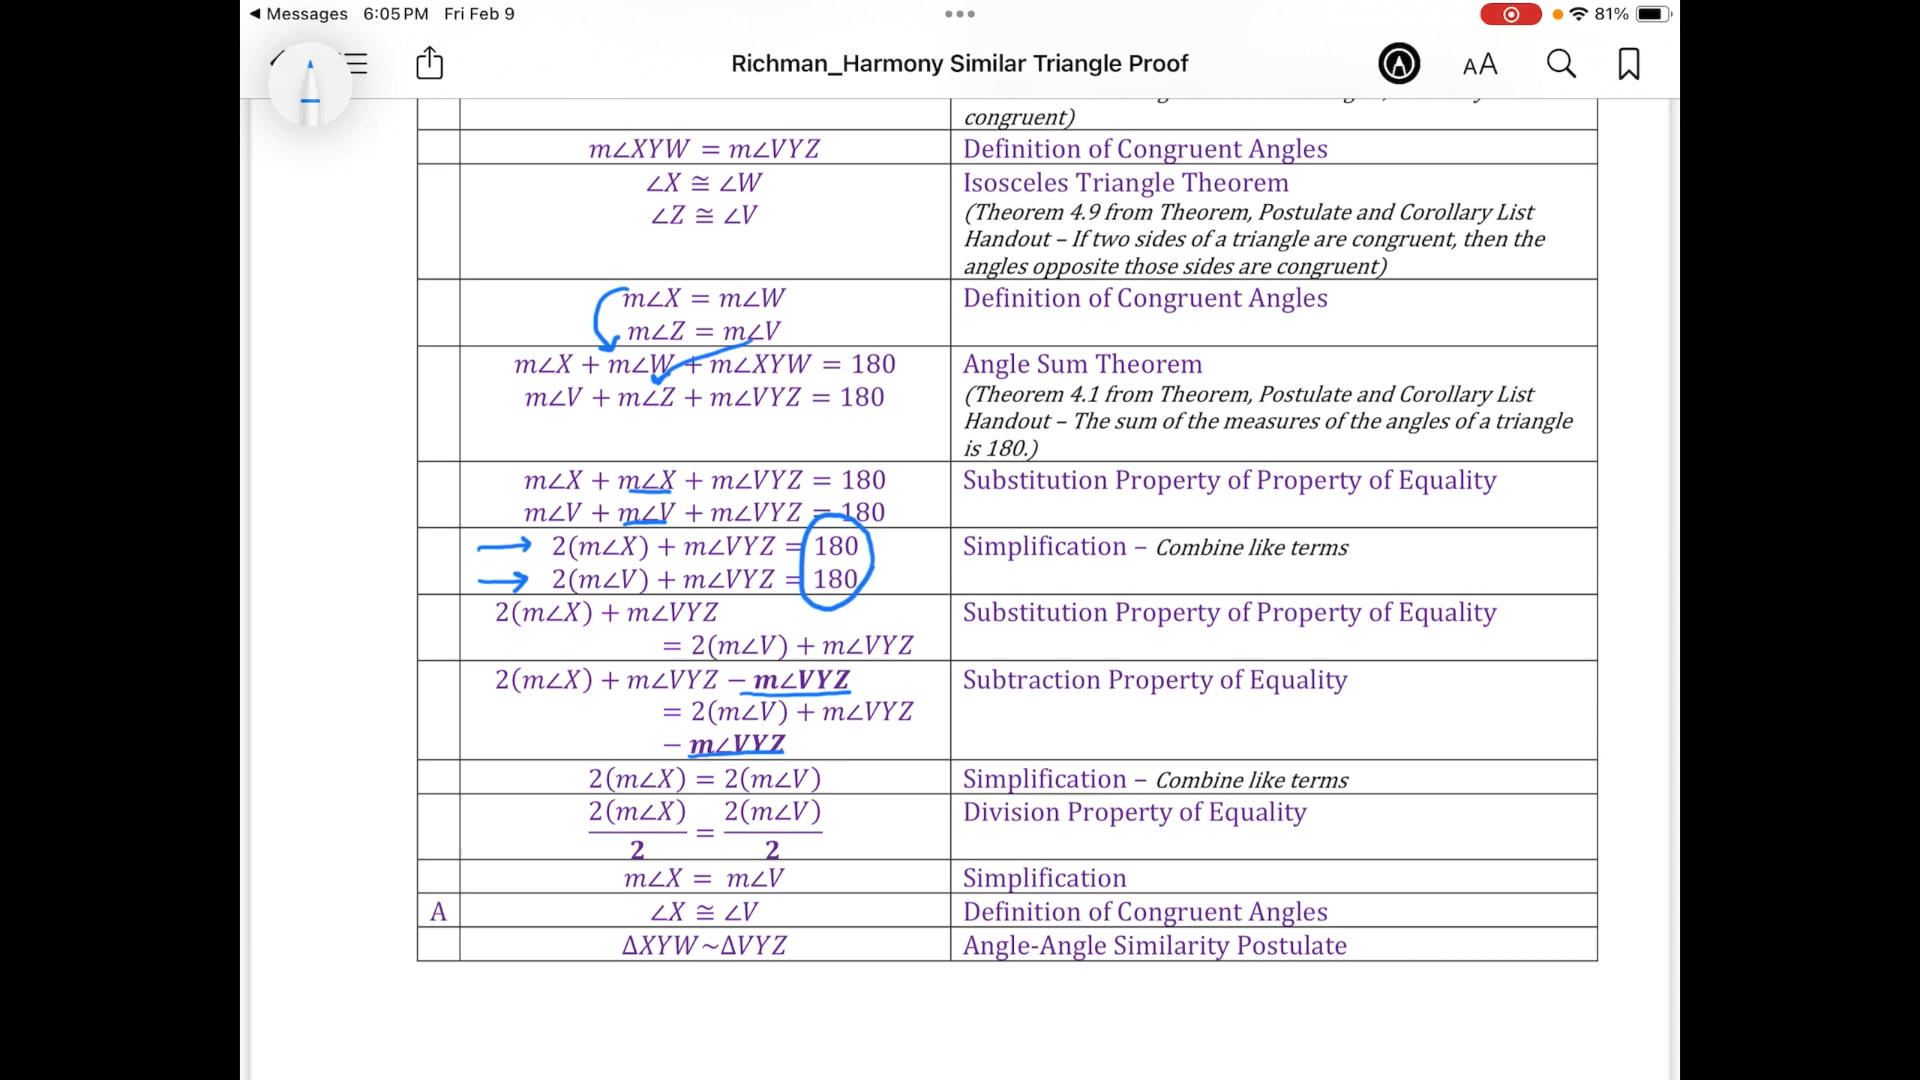 Messages 6:05 PM Fri Feb 9
81%
Richman_Harmony Similar Triangle Proof
AA
congruent)
m∠XYW = m∠VYZ Definition of Congruent Angles
∠X ≅ ∠W Isosceles Triangle Theorem
∠Z ≅ ∠V (Theorem 4.9 from Theorem, Postulate and Corollary List
Handout – If two sides of a triangle are congruent, then the
angles opposite those sides are congruent)
m∠X = m∠W Definition of Congruent Angles
m∠Z = m∠V
m∠X + m∠W + m∠XYW = 180 Angle Sum Theorem
m∠V + m∠Z + m∠VYZ = 180 (Theorem 4.1 from Theorem, Postulate and Corollary List
Handout – The sum of the measures of the angles of a triangle
is 180.)
m∠X + m∠X + m∠VYZ = 180 Substitution Property of Property of Equality
m∠V + m∠V + m∠VYZ = 180
2(m∠X) + m∠VYZ = 180 Simplification – Combine like terms
2(m∠V) + m∠VYZ = 180
2(m∠X) + m∠VYZ Substitution Property of Property of Equality
= 2(m∠V) + m∠VYZ
2(m∠X) + m∠VYZ − m∠VYZ Subtraction Property of Equality
= 2(m∠V) + m∠VYZ
− m∠VYZ
2(m∠X) = 2(m∠V) Simplification – Combine like terms
2(m∠X) = 2(m∠V) Division Property of Equality
2 2
m∠X = m∠V Simplification
A ∠X ≅ ∠V Definition of Congruent Angles
ΔXYW~ΔVYZ Angle-Angle Similarity Postulate